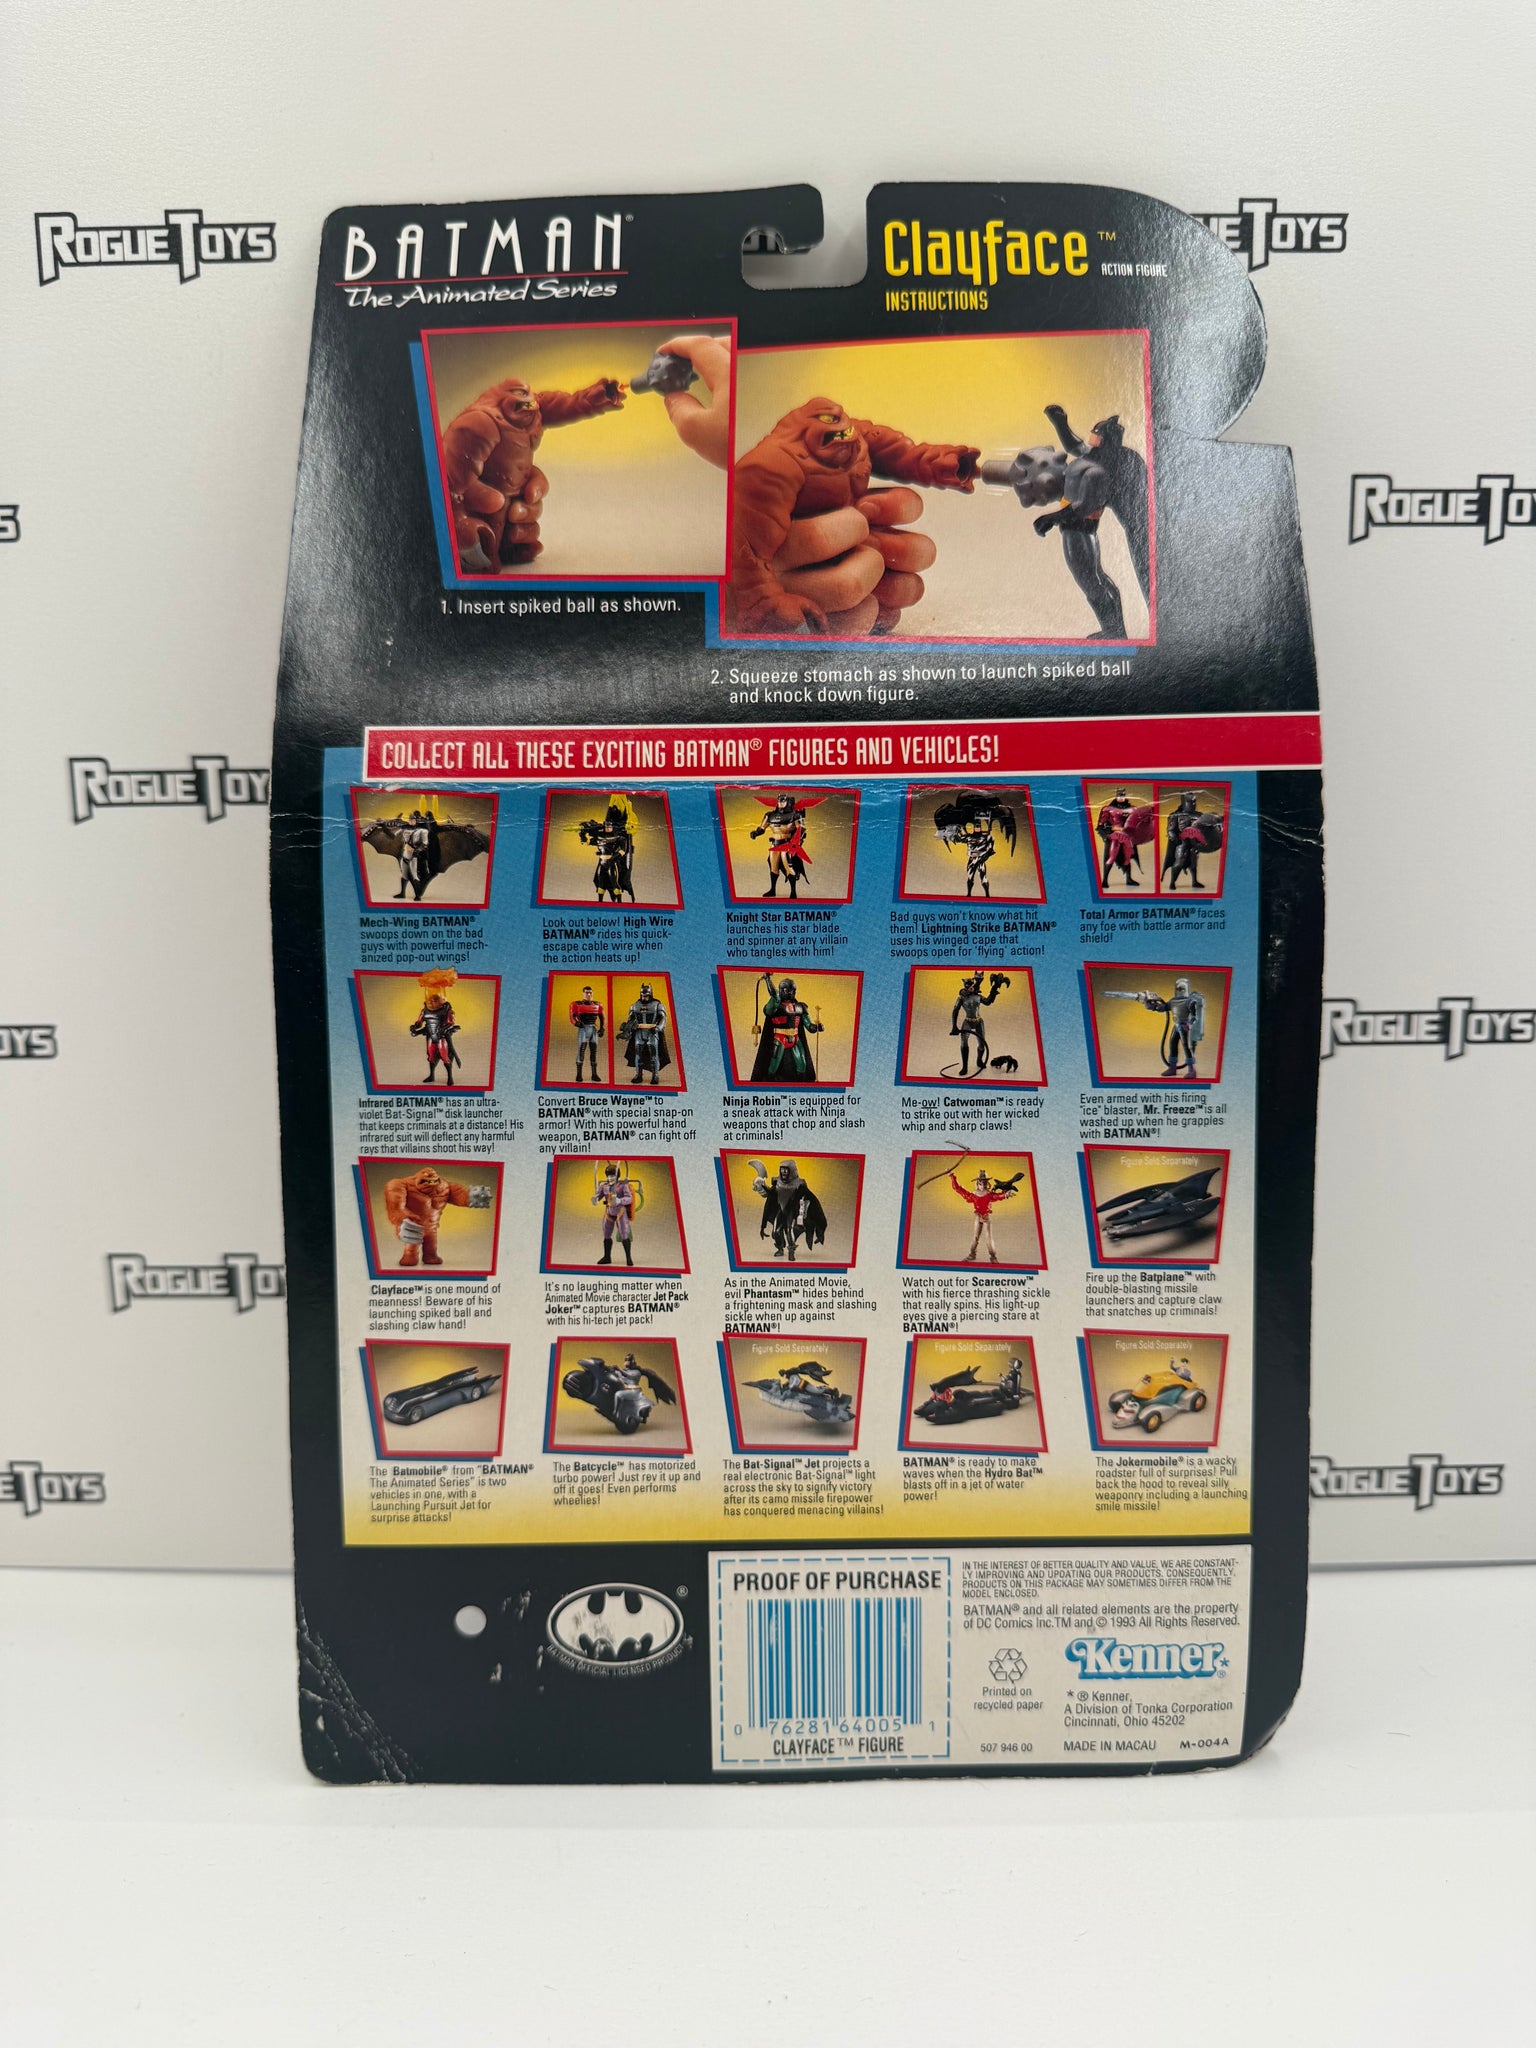 ROGUE TOYS
E TOYS
BATMAN®
The Animated Series
Clayface™
ACTION FIGURE
INSTRUCTIONS
1. Insert spiked ball as shown.
2. Squeeze stomach as shown to launch spiked ball
and knock down figure.
COLLECT ALL THESE EXCITING BATMAN® FIGURES AND VEHICLES!
Mech-Wing BATMAN®
swoops down on the bad
guys with powerful mech-
anized pop-out wings!
Look out below! High Wire
BATMAN® rides his quick-
escape cable wire when
the action heats up!
Knight Star BATMAN®
launches his star blade
and spinner at any villain
who tangles with him!
Bad guys won't know what hit
them! Lightning Strike BATMAN®
uses his winged cape that
swoops open for 'flying' action!
Total Armor BATMAN® faces
any foe with battle armor and
shield!
Infrared BATMAN® has an ultra-
violet Bat-Signal™ disk launcher
that keeps criminals at a distance! His
infrared suit will deflect any harmful
rays that villains shoot his way!
Convert Bruce Wayne™ to
BATMAN® with special snap-on
armor! With his powerful hand
weapon, BATMAN® can fight off
any villain!
Ninja Robin™ is equipped for
a sneak attack with Ninja
weapons that chop and slash
at criminals!
Me-ow! Catwoman™ is ready
to strike out with her wicked
whip and sharp claws!
Even armed with his firing
"ice" blaster, Mr. Freeze™ is all
washed up when he grapples
with BATMAN®!
Clayface™ is one mound of
meanness! Beware of his
launching spiked ball and
slashing claw hand!
It's no laughing matter when
Animated Movie character Jet Pack
Joker™ captures BATMAN®
with his hi-tech jet pack!
As in the Animated Movie,
evil Phantasm™ hides behind
a frightening mask and slashing
sickle when up against
BATMAN®!
Watch out for Scarecrow™
with his fierce thrashing sickle
that really spins. His light-up
eyes give a piercing stare at
BATMAN®!
Figure Sold Separately
Fire up the Batplane™ with
double-blasting missile
launchers and capture claw
that snatches up criminals!
The Batmobile® from "BATMAN®
The Animated Series" is two
vehicles in one, with a
Launching Pursuit Jet for
surprise attacks!
The Batcycle™ has motorized
turbo power! Just rev it up and
off it goes! Even performs
wheelies!
Figure Sold Separately
The Bat-Signal™ Jet projects a
real electronic Bat-Signal™ light
across the sky to signify victory
after its camo missile firepower
has conquered menacing villains!
Figure Sold Separately
BATMAN® is ready to make
waves when the Hydro Bat™
blasts off in a jet of water
power!
Figure Sold Separately
The Jokermobile® is a wacky
roadster full of surprises! Pull
back the hood to reveal silly
weaponry including a launching
smile missile!
®
BATMAN OFFICIAL LICENSED PRODUCT
PROOF OF PURCHASE
0 76281 64005 1
CLAYFACE™ FIGURE
IN THE INTEREST OF BETTER QUALITY AND VALUE, WE ARE CONSTANT-
LY IMPROVING AND UPDATING OUR PRODUCTS. CONSEQUENTLY,
PRODUCTS ON THIS PACKAGE MAY SOMETIMES DIFFER FROM THE
MODEL ENCLOSED.
BATMAN® and all related elements are the property
of DC Comics Inc.TM and © 1993 All Rights Reserved.
Printed on
recycled paper
Kenner*®
* ® Kenner,
A Division of Tonka Corporation
Cincinnati, Ohio 45202
507 946 00
MADE IN MACAU
M-004A
S
ROGUE TO
ROGUE TOY
OYS
ROGUE TOYS
ROGUE TO
E TOYS
ROGUE TOYS